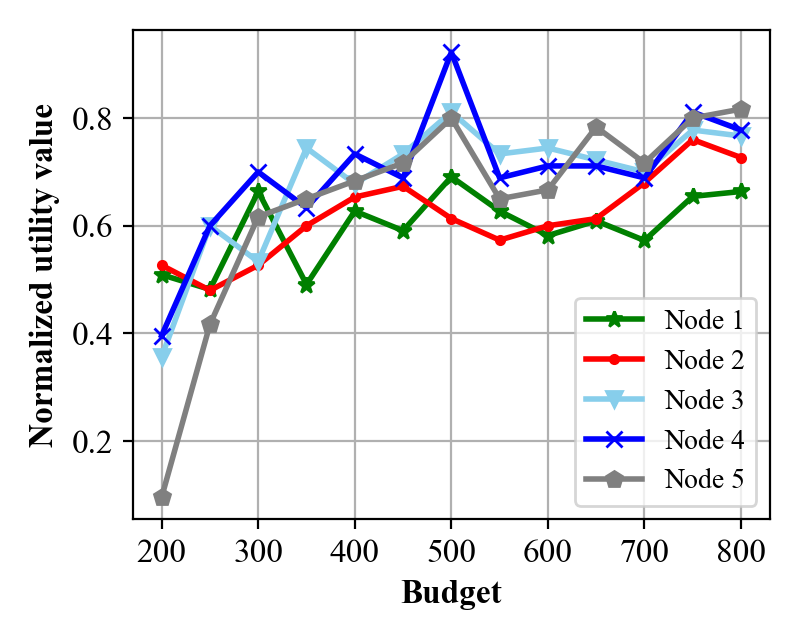 Normalized utility value
0.8
0.6
0.4
0.2
200 300 400 500 600 700 800
Budget
Node 1
Node 2
Node 3
Node 4
Node 5